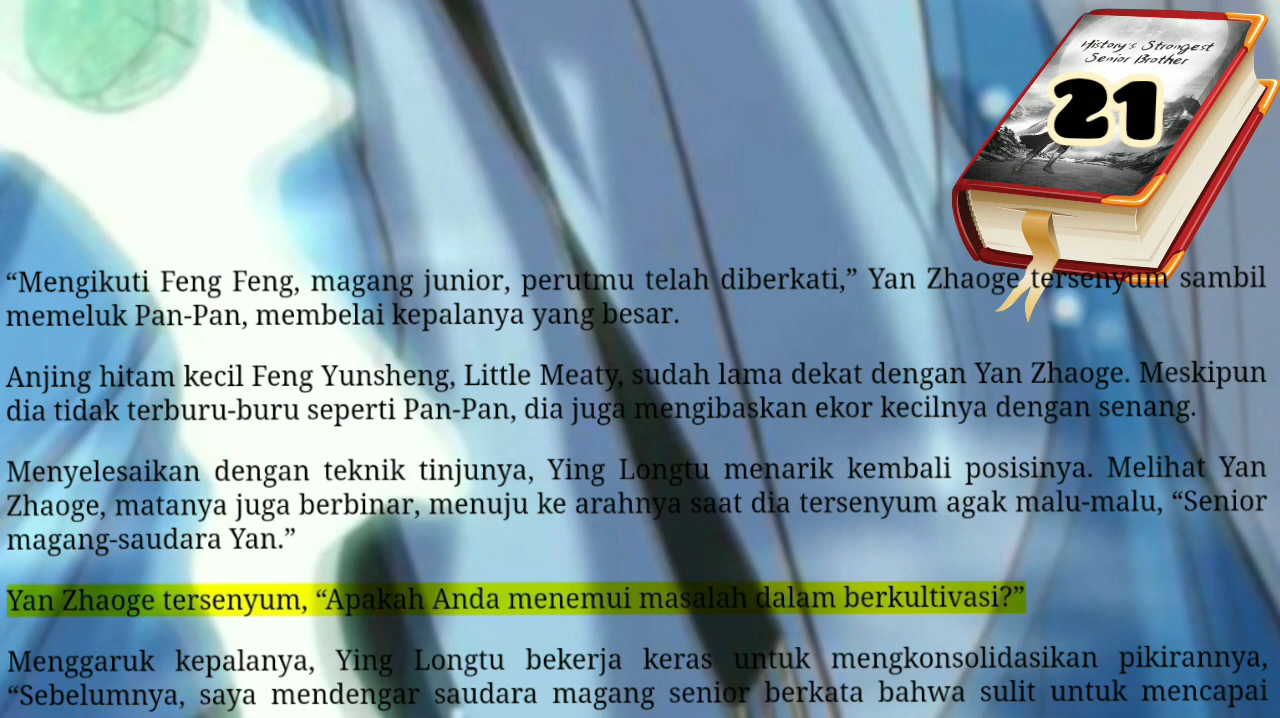 History's Strongest
Senior Brother
21
“Mengikuti Feng Feng, magang junior, perutmu telah diberkati,” Yan Zhaoge tersenyum sambil
memeluk Pan-Pan, membelai kepalanya yang besar.
Anjing hitam kecil Feng Yunsheng, Little Meaty, sudah lama dekat dengan Yan Zhaoge. Meskipun
dia tidak terburu-buru seperti Pan-Pan, dia juga mengibaskan ekor kecilnya dengan senang.
Menyelesaikan dengan teknik tinjunya, Ying Longtu menarik kembali posisinya. Melihat Yan
Zhaoge, matanya juga berbinar, menuju ke arahnya saat dia tersenyum agak malu-malu, “Senior
magang-saudara Yan.”
Yan Zhaoge tersenyum, “Apakah Anda menemui masalah dalam berkultivasi?”
Menggaruk kepalanya, Ying Longtu bekerja keras untuk mengkonsolidasikan pikirannya,
“Sebelumnya, saya mendengar saudara magang senior berkata bahwa sulit untuk mencapai